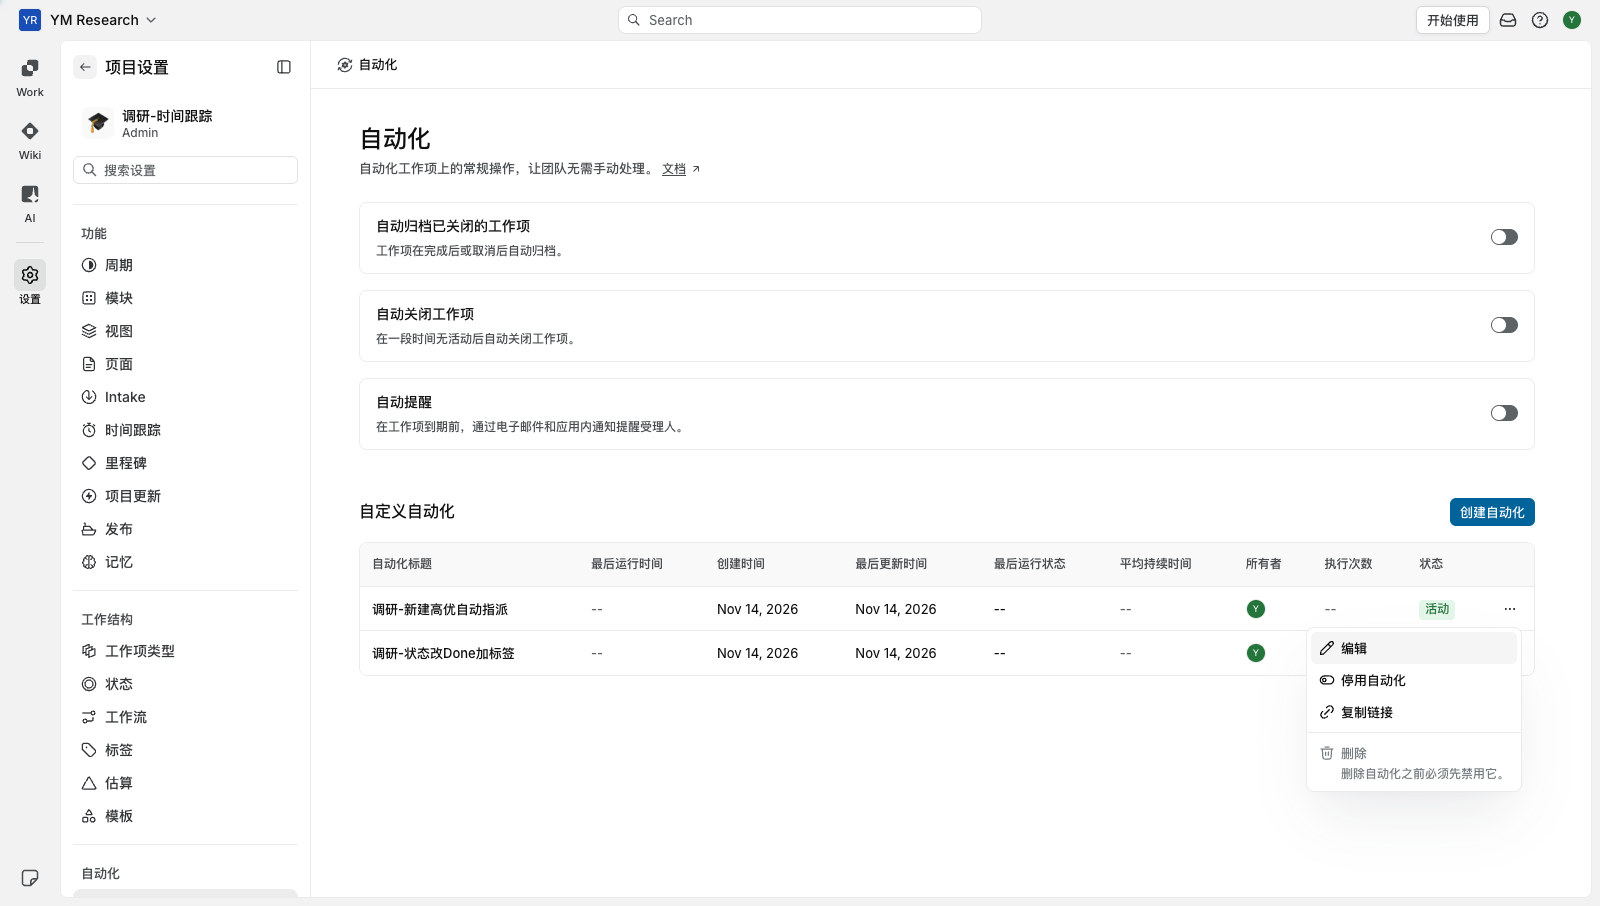 YR YM Research
Search
开始使用
Y
Work
Wiki
AI
设置
项目设置
调研-时间跟踪
Admin
搜索设置
功能
周期
模块
视图
页面
Intake
时间跟踪
里程碑
项目更新
发布
记忆
工作结构
工作项类型
状态
工作流
标签
估算
模板
自动化
自动化
自动化
自动化工作项上的常规操作，让团队无需手动处理。 文档
自动归档已关闭的工作项
工作项在完成后或取消后自动归档。
自动关闭工作项
在一段时间无活动后自动关闭工作项。
自动提醒
在工作项到期前，通过电子邮件和应用内通知提醒受理人。
自定义自动化
创建自动化
自动化标题 最后运行时间 创建时间 最后更新时间 最后运行状态 平均持续时间 所有者 执行次数 状态
调研-新建高优自动指派 -- Nov 14, 2026 Nov 14, 2026 -- -- Y -- 活动 ...
调研-状态改Done加标签 -- Nov 14, 2026 Nov 14, 2026 -- -- Y
编辑
停用自动化
复制链接
删除
删除自动化之前必须先禁用它。